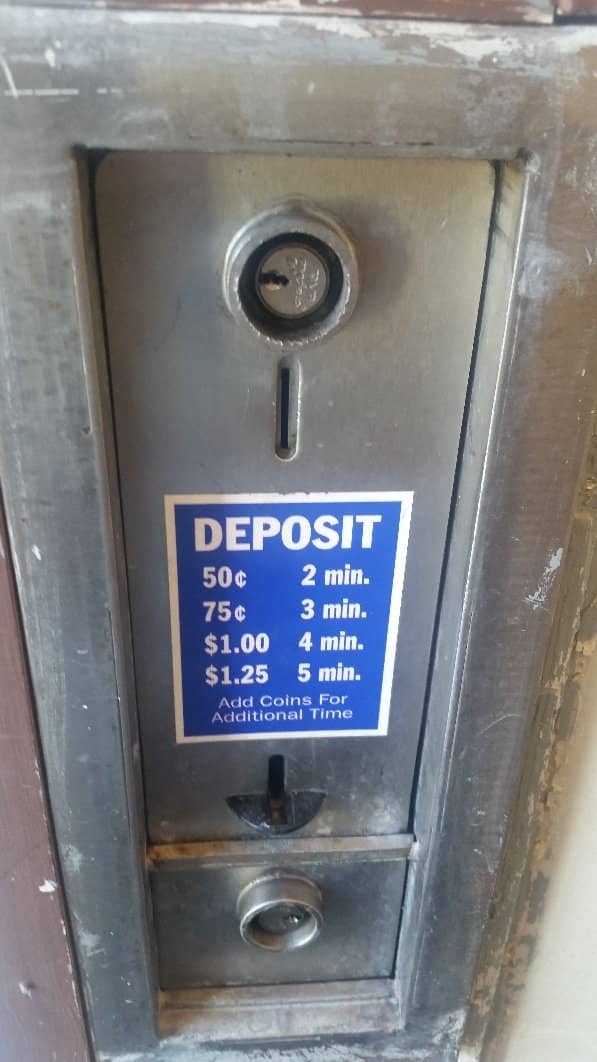 DEPOSIT
50¢ 2 min.
75¢ 3 min.
$1.00 4 min.
$1.25 5 min.
Add Coins For
Additional Time